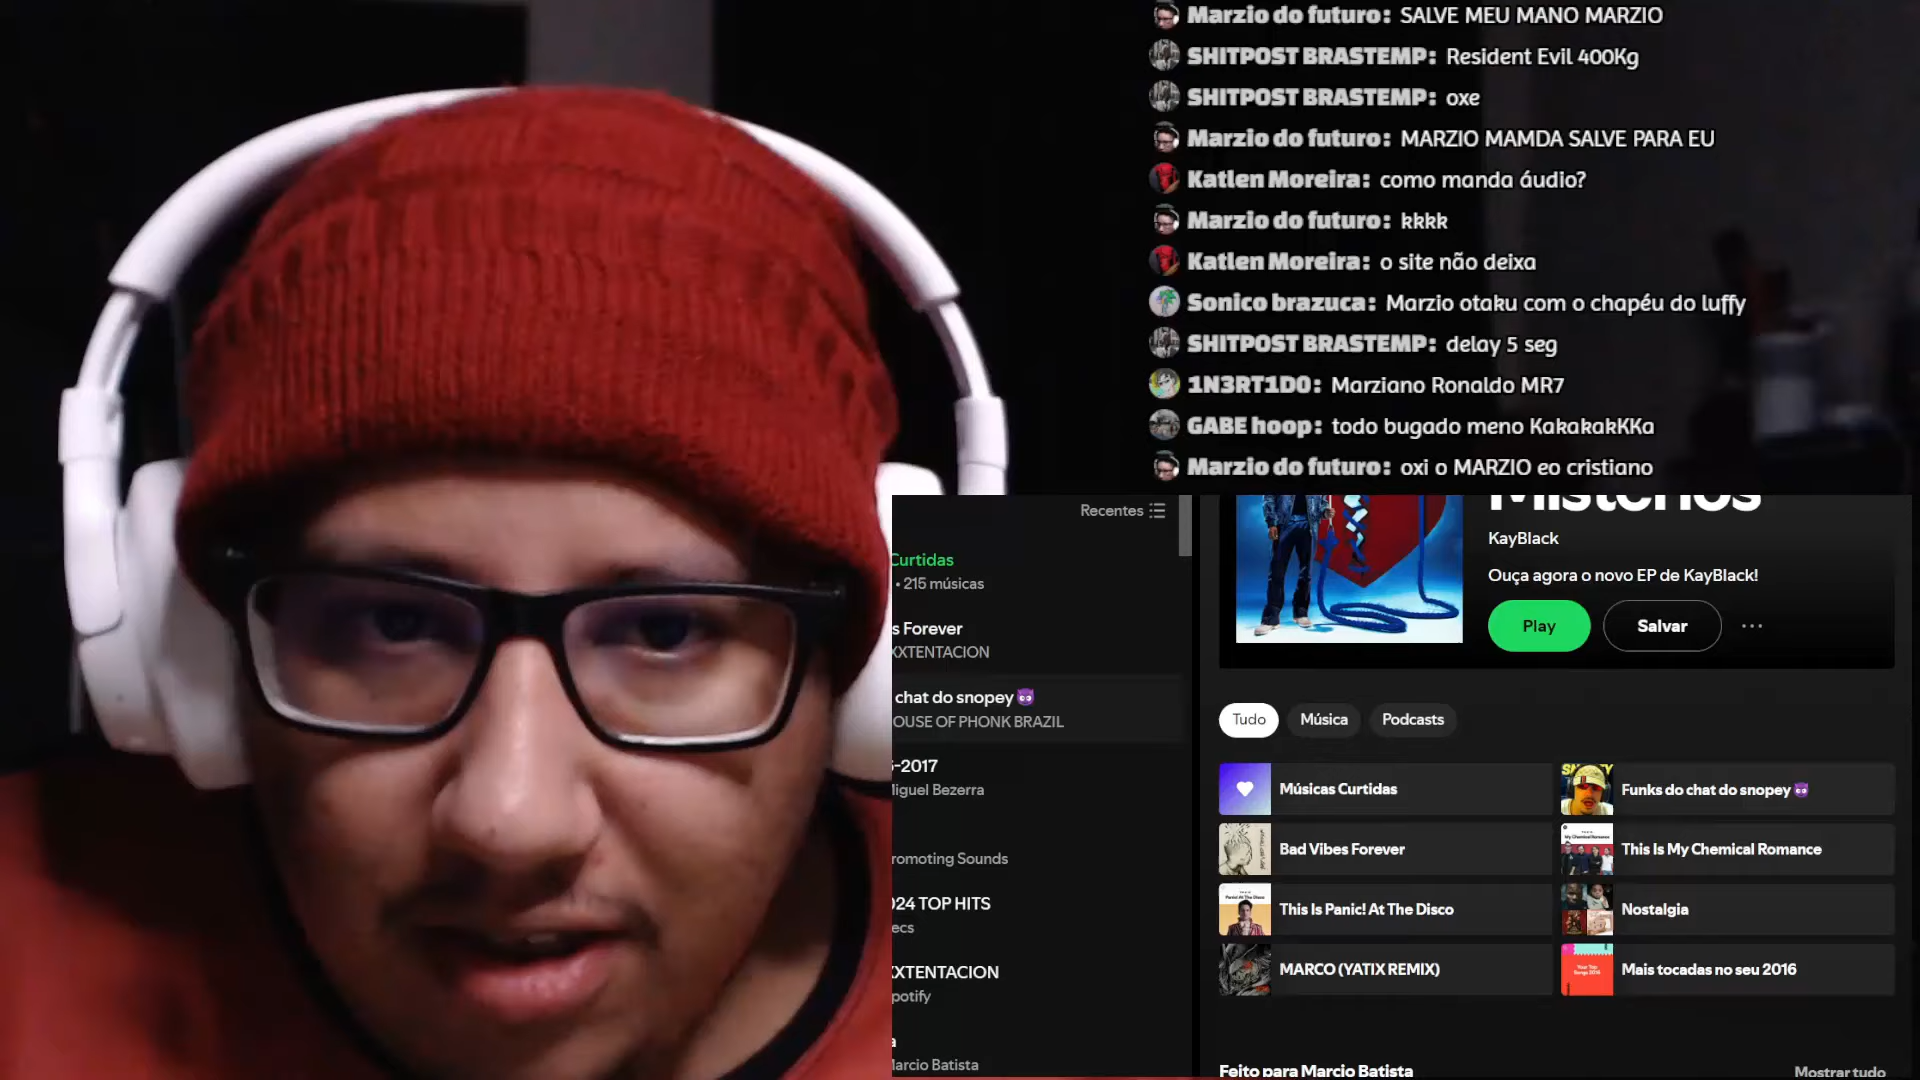 Marzio do futuro: SALVE MEU MANO MARZIO
SHITPOST BRASTEMP: Resident Evil 400Kg
SHITPOST BRASTEMP: oxe
Marzio do futuro: MARZIO MAMDA SALVE PARA EU
Katlen Moreira: como manda áudio?
Marzio do futuro: kkkk
Katlen Moreira: o site não deixa
Sonico brazuca: Marzio otaku com o chapéu do luffy
SHITPOST BRASTEMP: delay 5 seg
1N3RT1D0: Marziano Ronaldo MR7
GABE hoop: todo bugado meno KakakakKKa
Marzio do futuro: oxi o MARZIO eo cristiano
Recentes
Curtidas
• 215 músicas
s Forever
XXTENTACION
chat do snopey😈
OUSE OF PHONK BRAZIL
-2017
Miguel Bezerra
romoting Sounds
024 TOP HITS
ecs
XXTENTACION
potify
a
Marcio Batista
Mistérios
KayBlack
Ouça agora o novo EP de KayBlack!
Play
Salvar
Tudo
Música
Podcasts
Músicas Curtidas
Funks do chat do snopey😈
Bad Vibes Forever
This Is My Chemical Romance
This Is Panic! At The Disco
Nostalgia
MARCO (YATIX REMIX)
Mais tocadas no seu 2016
Feito para Marcio Batista
Mostrar tudo